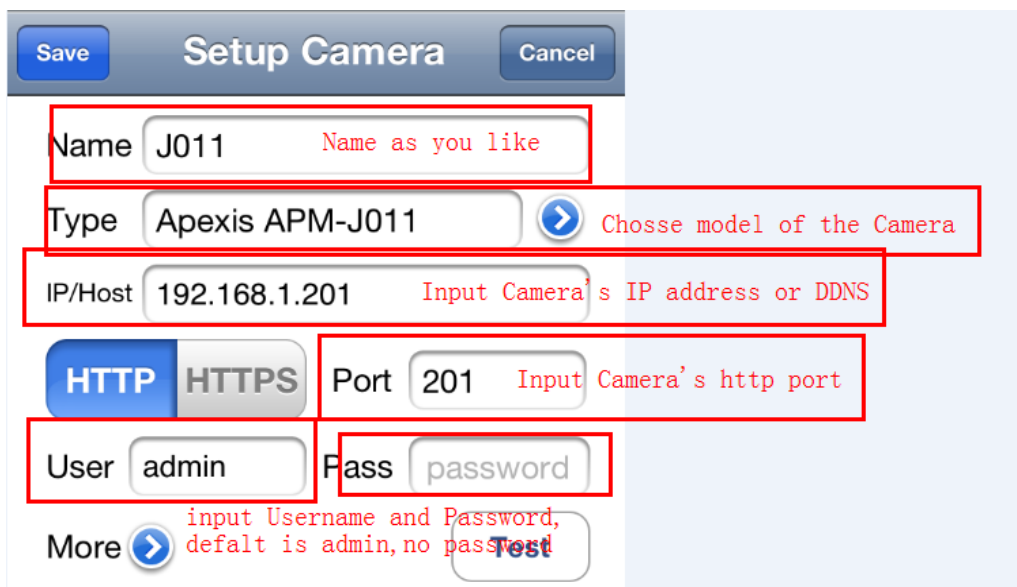 Save Setup Camera Cancel
Name J011 Name as you like
Type Apexis APM-J011 Chosse model of the Camera
IP/Host 192.168.1.201 Input Camera's IP address or DDNS
HTTP HTTPS Port 201 Input Camera's http port
User admin Pass password
input Username and Password,
More defalt is admin,no password Test